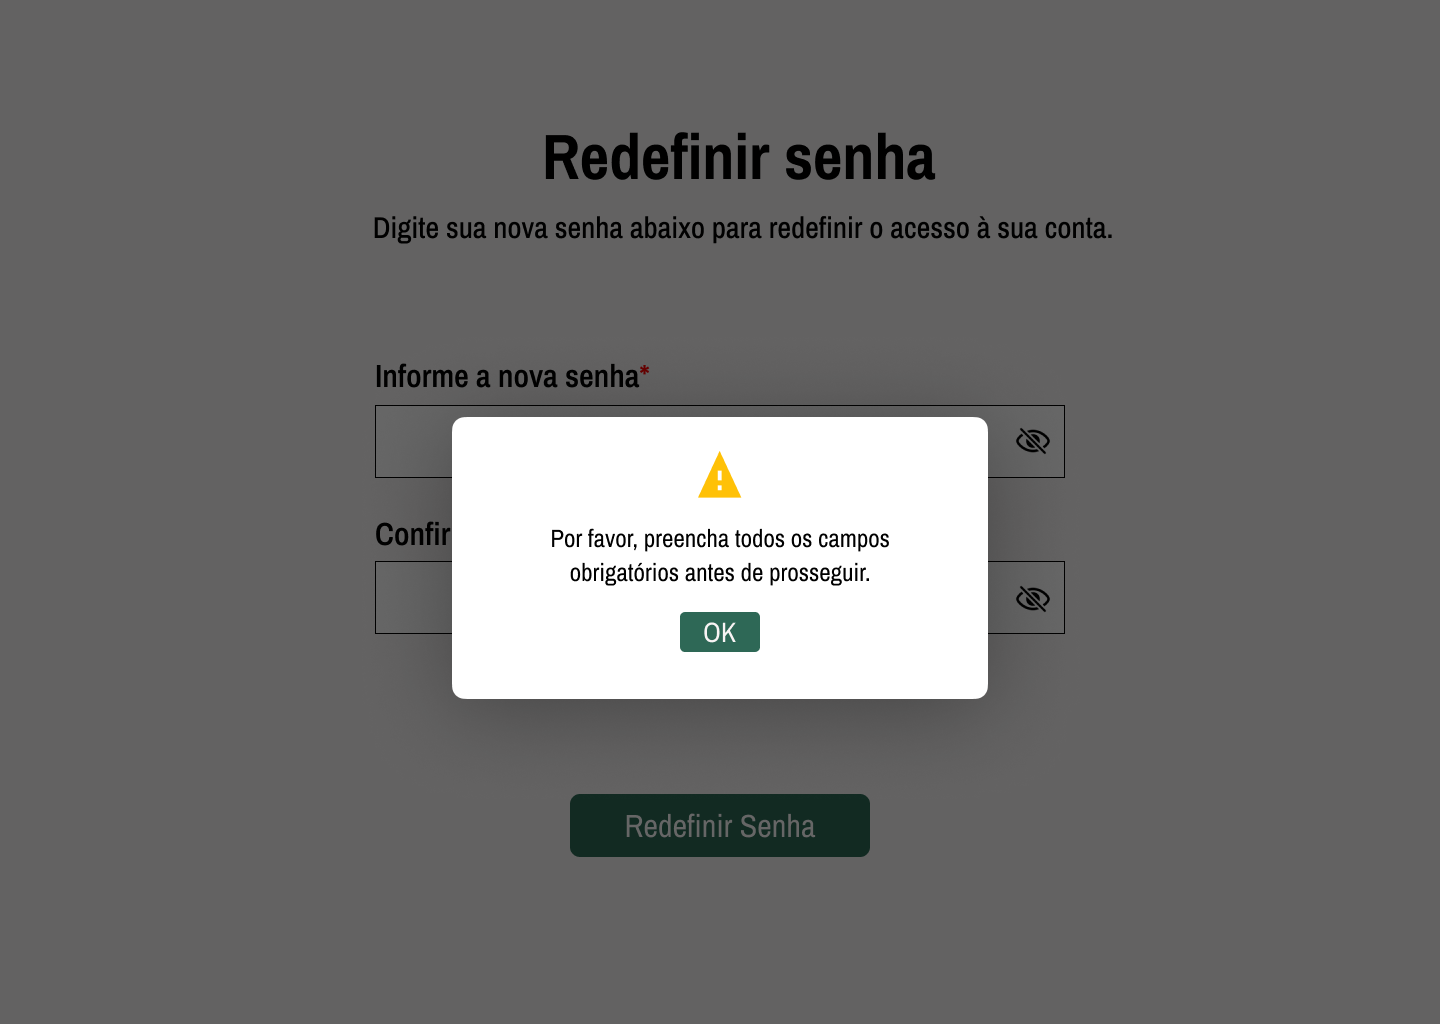 Redefinir senha
Digite sua nova senha abaixo para redefinir o acesso à sua conta.
Informe a nova senha*
Confir
Por favor, preencha todos os campos
obrigatórios antes de prosseguir.
OK
Redefinir Senha